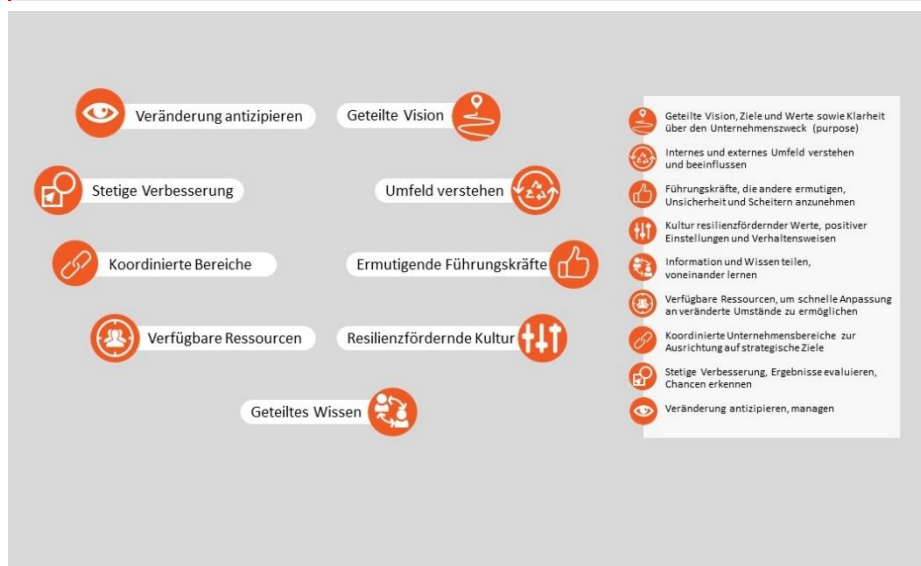 Veränderung antizipieren
Geteilte Vision
Stetige Verbesserung
Umfeld verstehen
Koordinierte Bereiche
Ermutigende Führungskräfte
Verfügbare Ressourcen
Resilienzfördernde Kultur
Geteiltes Wissen
Geteilte Vision, Ziele und Werte sowie Klarheit
über den Unternehmenszweck (purpose)
Internes und externes Umfeld verstehen
und beeinflussen
Führungskräfte, die andere ermutigen,
Unsicherheit und Scheitern anzunehmen
Kultur resilienzfördernder Werte, positiver
Einstellungen und Verhaltensweisen
Information und Wissen teilen,
voneinander lernen
Verfügbare Ressourcen, um schnelle Anpassung
an veränderte Umstände zu ermöglichen
Koordinierte Unternehmensbereiche zur
Ausrichtung auf strategische Ziele
Stetige Verbesserung, Ergebnisse evaluieren,
Chancen erkennen
Veränderung antizipieren, managen